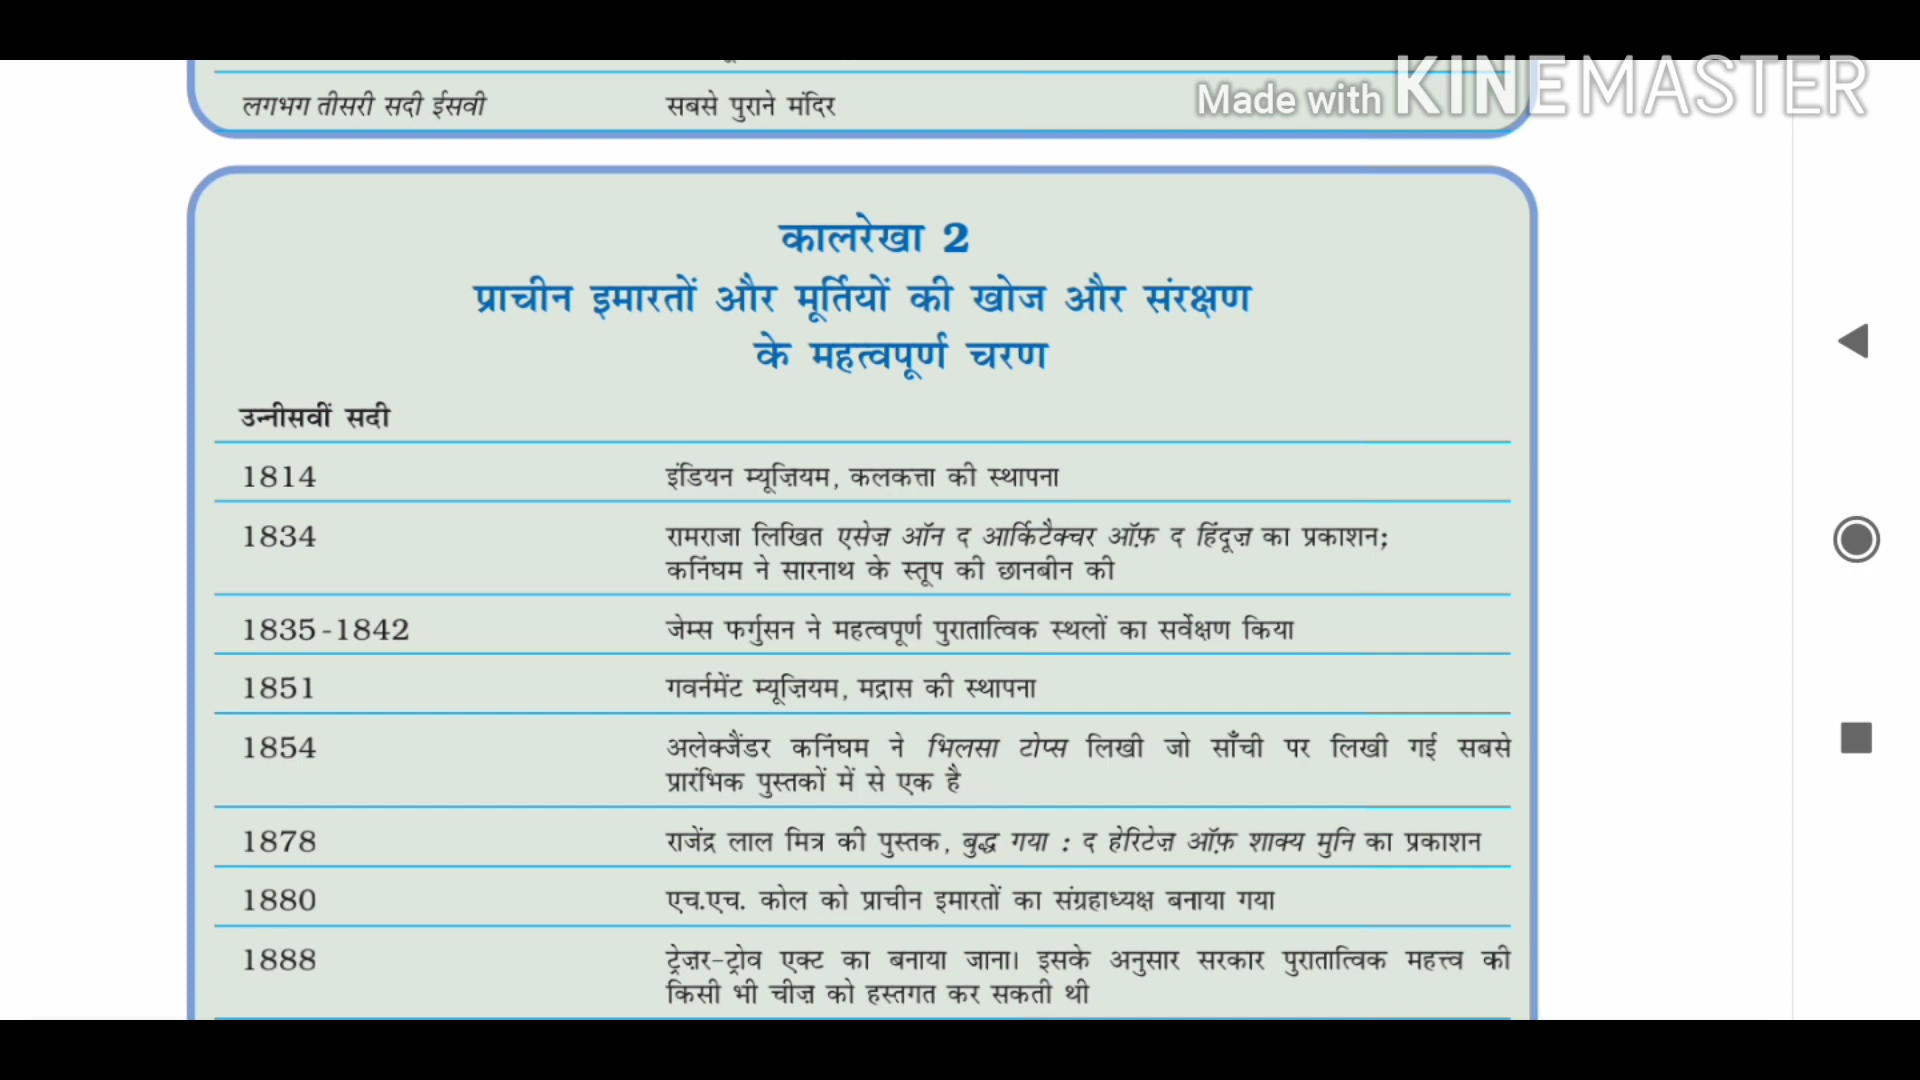 लगभग तीसरी सदी ईसवी सबसे पुराने मंदिर
Made with KINEMASTER
कालरेखा 2
प्राचीन इमारतों और मूर्तियों की खोज और संरक्षण
के महत्वपूर्ण चरण
उन्नीसवीं सदी
1814 इंडियन म्यूज़ियम, कलकत्ता की स्थापना
1834 रामराजा लिखित एसेज़ ऑन द आर्किटैक्चर ऑफ़ द हिंदूज़ का प्रकाशन;
कनिंघम ने सारनाथ के स्तूप की छानबीन की
1835-1842 जेम्स फर्गुसन ने महत्वपूर्ण पुरातात्विक स्थलों का सर्वेक्षण किया
1851 गवर्नमेंट म्यूज़ियम, मद्रास की स्थापना
1854 अलेक्जैंडर कनिंघम ने भिलसा टोप्स लिखी जो साँची पर लिखी गई सबसे
प्रारंभिक पुस्तकों में से एक है
1878 राजेंद्र लाल मित्र की पुस्तक, बुद्ध गया : द हेरिटेज़ ऑफ़ शाक्य मुनि का प्रकाशन
1880 एच.एच. कोल को प्राचीन इमारतों का संग्रहाध्यक्ष बनाया गया
1888 ट्रेज़र-ट्रोव एक्ट का बनाया जाना। इसके अनुसार सरकार पुरातात्विक महत्त्व की
किसी भी चीज़ को हस्तगत कर सकती थी